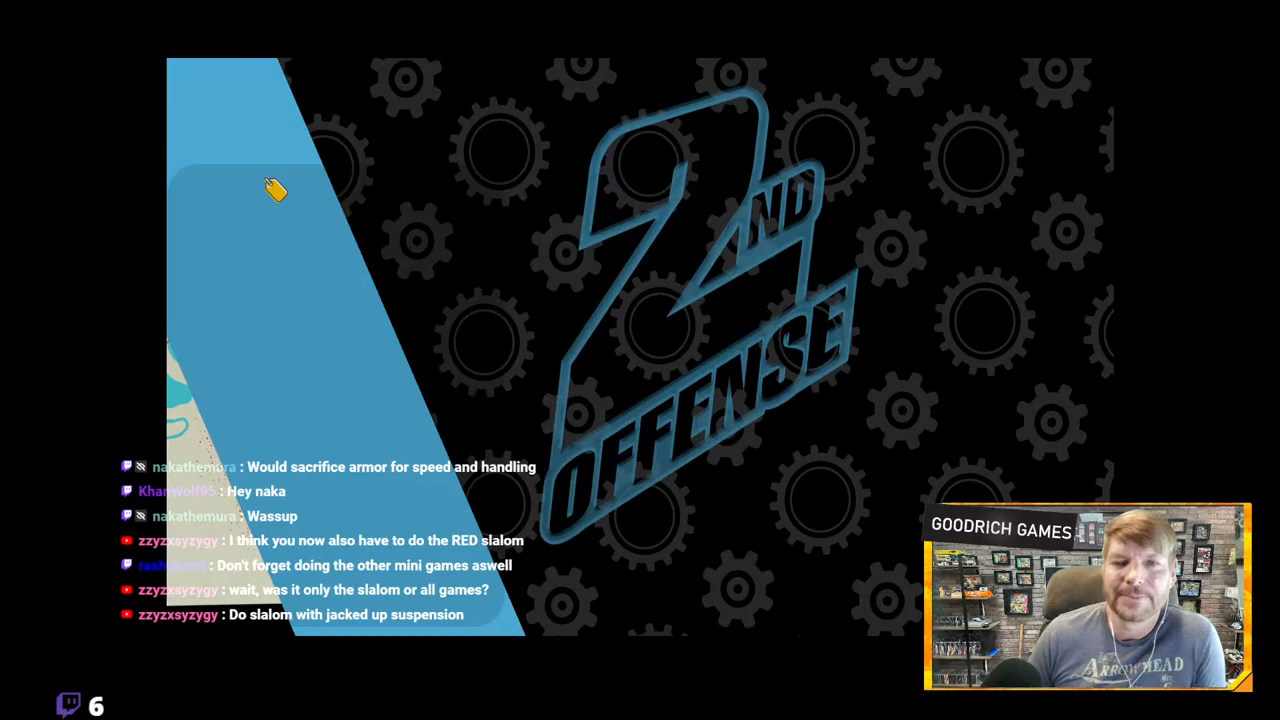 2ND
OFFENSE
nakathemura : Would sacrifice armor for speed and handling
KhanWolf95 : Hey naka
nakathemura : Wassup
zzyzxsyzygy : I think you now also have to do the RED slalom
: Don't forget doing the other mini games aswell
zzyzxsyzygy : wait, was it only the slalom or all games?
zzyzxsyzygy : Do slalom with jacked up suspension
GOODRICH GAMES
ARROWHEAD
6